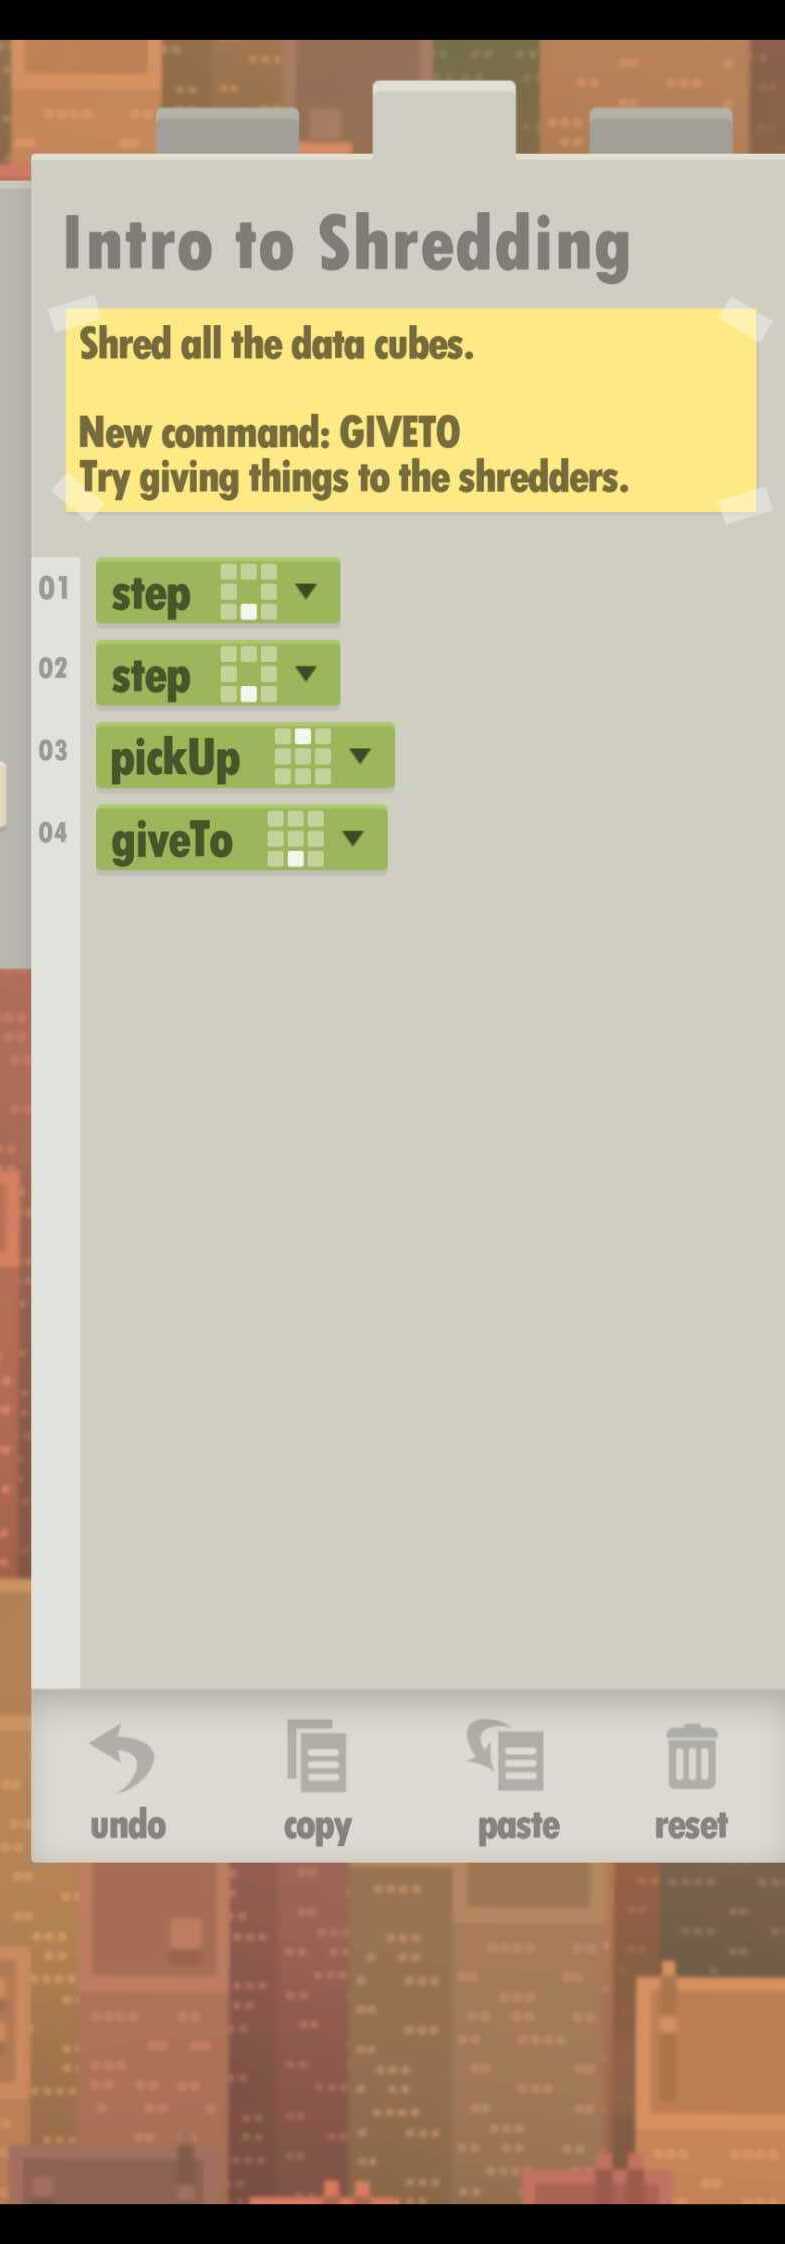 Intro to Shredding
Shred all the data cubes.
New command: GIVETO
Try giving things to the shredders.
01 step
02 step
03 pickUp
04 giveTo
undo copy paste reset